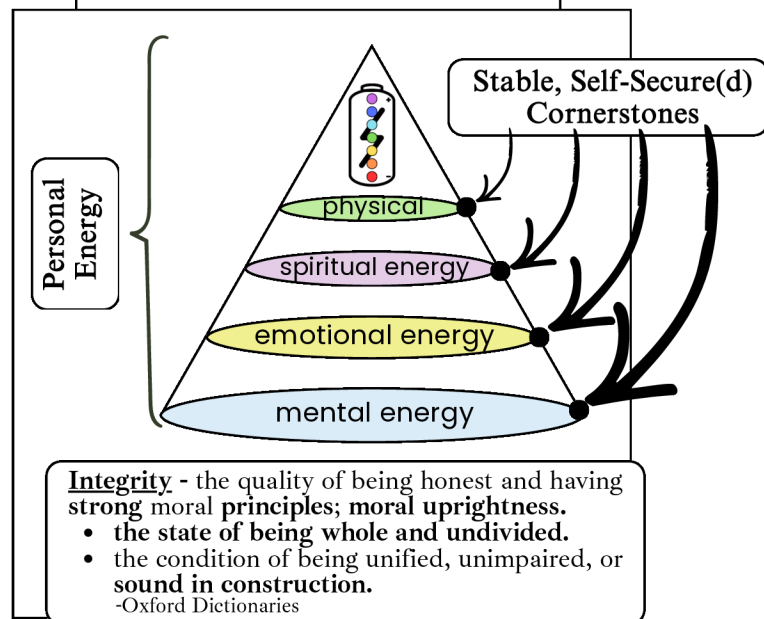 Stable, Self-Secure(d)
Cornerstones
Personal
Energy
+
-
physical
spiritual energy
emotional energy
mental energy
Integrity - the quality of being honest and having
strong moral principles; moral uprightness.
• the state of being whole and undivided.
• the condition of being unified, unimpaired, or
sound in construction.
-Oxford Dictionaries